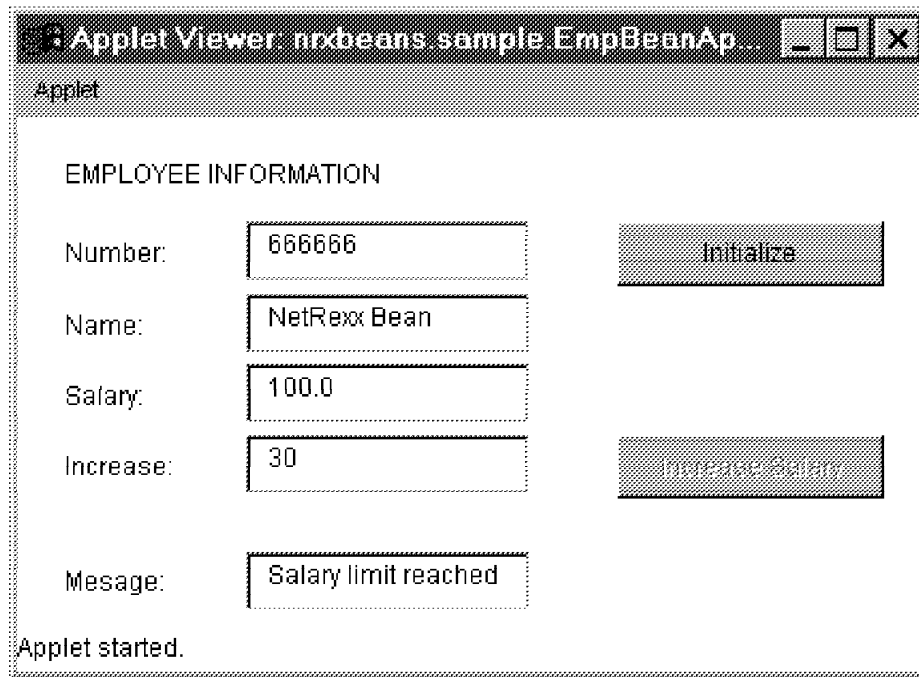 Applet Viewer: nrxbeans.sample.EmpBeanAp...
Applet
EMPLOYEE INFORMATION
Number: 666666 Initialize
Name: NetRexx Bean
Salary: 100.0
Increase: 30 Increase Salary
Mesage: Salary limit reached
Applet started.